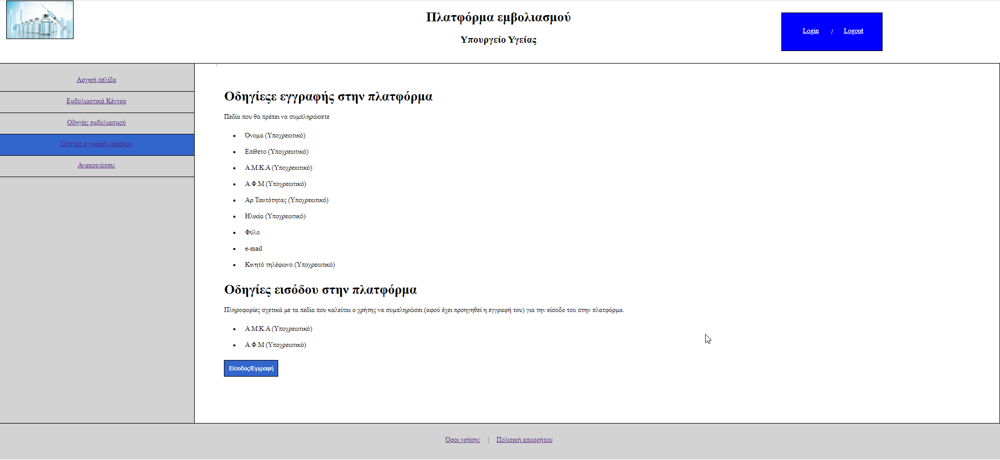 Πλατφόρμα εμβολιασμού
Υπουργείο Υγείας
Login / Logout
Αρχική σελίδα
Εμβολιαστικά Κέντρα
Οδηγίες εμβολιασμού
Οδηγίες εγγραφής/εισόδου
Ανακοινώσεις
Οδηγίεςε εγγραφής στην πλατφόρμα
Πεδία που θα πρέπει να συμπληρώσετε
Όνομα (Υποχρεωτικό)
Επίθετο (Υποχρεωτικό)
Α.Μ.Κ.Α (Υποχρεωτικό)
Α.Φ.Μ (Υποχρεωτικό)
Αρ.Ταυτότητας (Υποχρεωτικό)
Ηλικία (Υποχρεωτικό)
Φύλο
e-mail
Κινητό τηλέφωνο (Υποχρεωτικό)
Οδηγίες εισόδου στην πλατφόρμα
Πληροφορίες σχετικά με τα πεδία που καλείται ο χρήστης να συμπληρώσει (αφού έχει προηγηθεί η εγγραφή του) για την είσοδο του στην πλατφόρμα.
Α.Μ.Κ.Α (Υποχρεωτικό)
Α.Φ.Μ (Υποχρεωτικό)
Είσοδος/Εγγραφή
Όροι χρήσης | Πολιτική απορρήτου